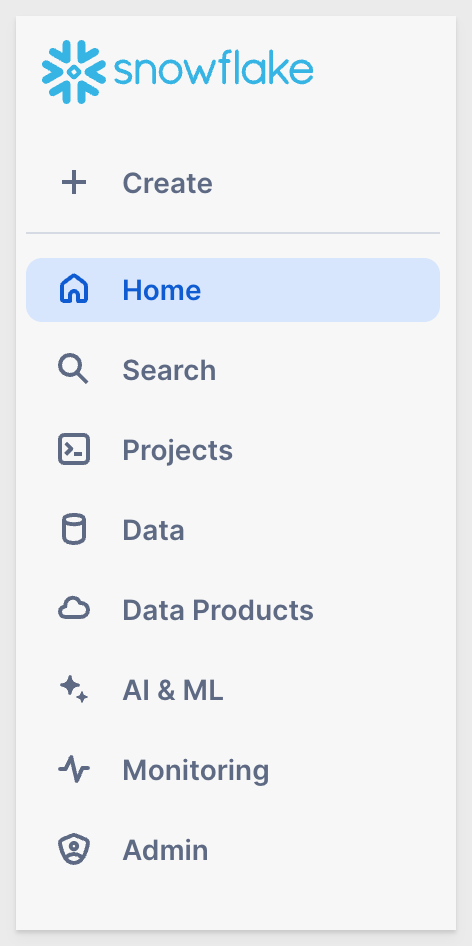 snowflake
Create
Home
Search
Projects
Data
Data Products
AI & ML
Monitoring
Admin